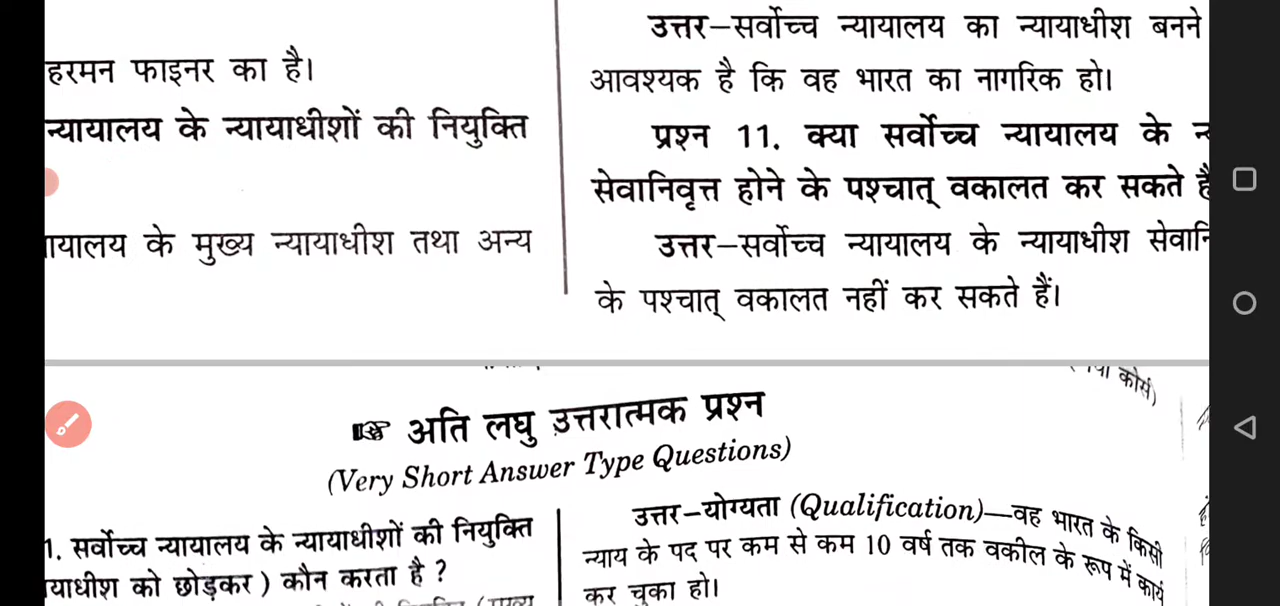 हरमन फाइनर का है।
न्यायालय के न्यायाधीशों की नियुक्ति
के मुख्य न्यायाधीश तथा अन्य
उत्तर–सर्वोच्च न्यायालय का न्यायाधीश बनने
आवश्यक है कि वह भारत का नागरिक हो।
प्रश्न 11. क्या सर्वोच्च न्यायालय के
सेवानिवृत्त होने के पश्चात् वकालत कर सकते
उत्तर–सर्वोच्च न्यायालय के न्यायाधीश
के पश्चात् वकालत नहीं कर सकते हैं।
कोर्स)
☞ अति लघु उत्तरात्मक प्रश्न
(Very Short Answer Type Questions)
1. सर्वोच्च न्यायालय के न्यायाधीशों की नियुक्ति
को छोड़कर) कौन करता है ?
उत्तर–योग्यता (Qualification)—वह भारत के किसी
न्याय के पद पर कम से कम 10 वर्ष तक वकील के रूप में कार्य
कर चुका हो।